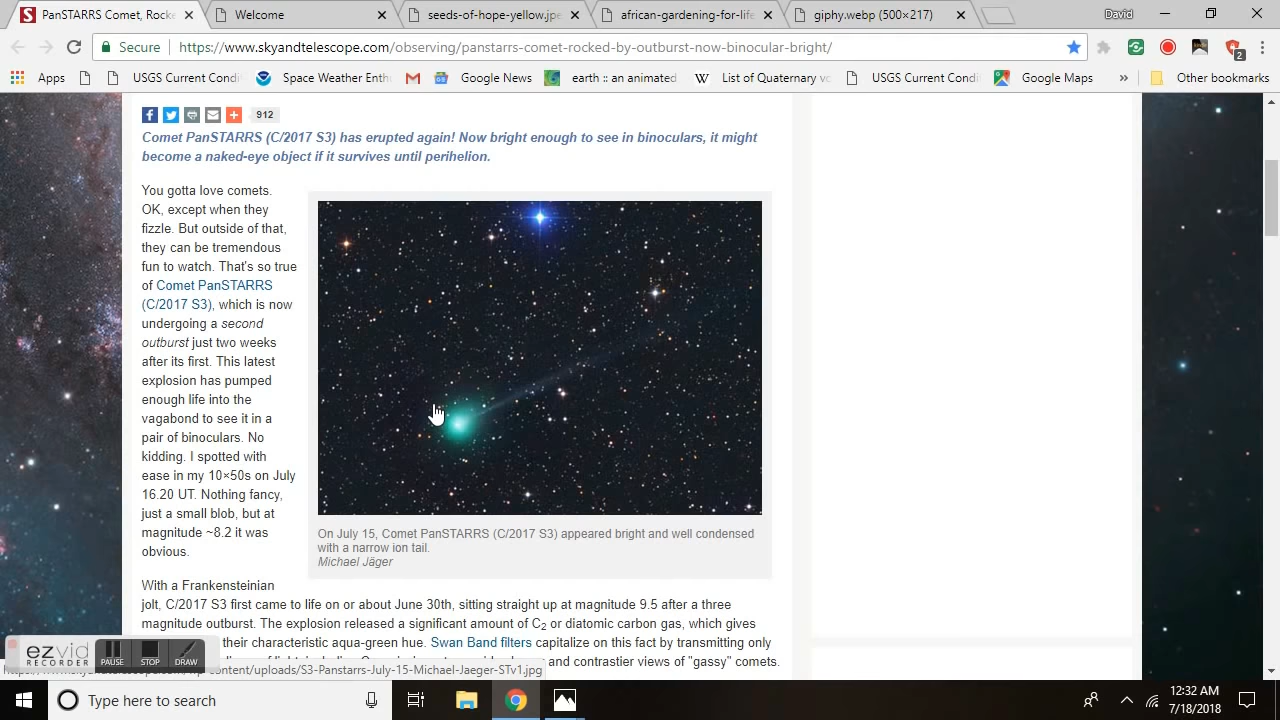 PanSTARRS Comet, Rocke
Welcome
seeds-of-hope-yellow.jpe
african-gardening-for-life
giphy.webp (500×217)
David
Secure
https://www.skyandtelescope.com/observing/panstarrs-comet-rocked-by-outburst-now-binocular-bright/
2
Apps
USGS Current Condi
Space Weather Enth
Google News
earth :: an animated
W
List of Quaternary vo
USGS Current Condi
Google Maps
»
Other bookmarks
912
Comet PanSTARRS (C/2017 S3) has erupted again! Now bright enough to see in binoculars, it might
become a naked-eye object if it survives until perihelion.
You gotta love comets.
OK, except when they
fizzle. But outside of that,
they can be tremendous
fun to watch. That's so true
of Comet PanSTARRS
(C/2017 S3), which is now
undergoing a second
outburst just two weeks
after its first. This latest
explosion has pumped
enough life into the
vagabond to see it in a
pair of binoculars. No
kidding. I spotted with
ease in my 10×50s on July
16.20 UT. Nothing fancy,
just a small blob, but at
magnitude ~8.2 it was
obvious.
On July 15, Comet PanSTARRS (C/2017 S3) appeared bright and well condensed
with a narrow ion tail.
Michael Jäger
With a Frankensteinian
jolt, C/2017 S3 first came to life on or about June 30th, sitting straight up at magnitude 9.5 after a three
magnitude outburst. The explosion released a significant amount of C2 or diatomic carbon gas, which gives
their characteristic aqua-green hue. Swan Band filters capitalize on this fact by transmitting only
and contrastier views of "gassy" comets.
ezvid
RECORDER
PAUSE
STOP
DRAW
content/uploads/S3-Panstarrs-July-15-Michael-Jaeger-STv1.jpg
Type here to search
12:32 AM
7/18/2018